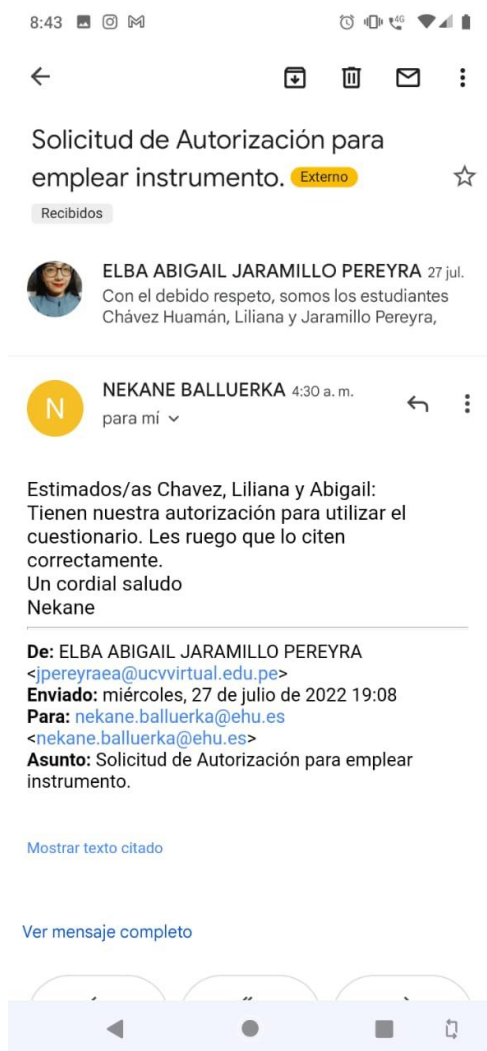 8:43
4G
Solicitud de Autorización para
emplear instrumento. Externo
Recibidos
ELBA ABIGAIL JARAMILLO PEREYRA 27 jul.
Con el debido respeto, somos los estudiantes
Chávez Huamán, Liliana y Jaramillo Pereyra,
N
NEKANE BALLUERKA 4:30 a. m.
para mí
Estimados/as Chavez, Liliana y Abigail:
Tienen nuestra autorización para utilizar el
cuestionario. Les ruego que lo citen
correctamente.
Un cordial saludo
Nekane
De: ELBA ABIGAIL JARAMILLO PEREYRA
<jpereyraea@ucvvirtual.edu.pe>
Enviado: miércoles, 27 de julio de 2022 19:08
Para: nekane.balluerka@ehu.es
<nekane.balluerka@ehu.es>
Asunto: Solicitud de Autorización para emplear
instrumento.
Mostrar texto citado
Ver mensaje completo